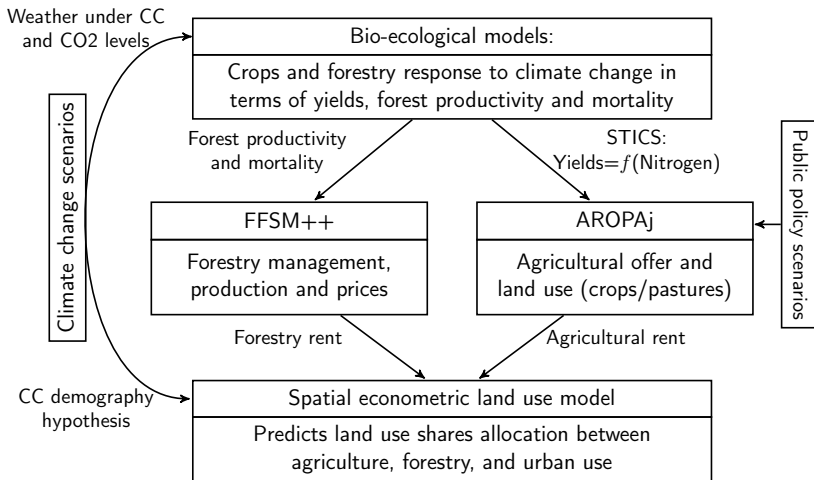 Weather under CC
and CO2 levels
Bio-ecological models:
Crops and forestry response to climate change in
terms of yields, forest productivity and mortality
Climate change scenarios
Forest productivity
and mortality
STICS:
Yields=f(Nitrogen)
Public policy scenarios
FFSM++
Forestry management,
production and prices
AROPAj
Agricultural offer and
land use (crops/pastures)
Forestry rent
Agricultural rent
CC demography
hypothesis
Spatial econometric land use model
Predicts land use shares allocation between
agriculture, forestry, and urban use